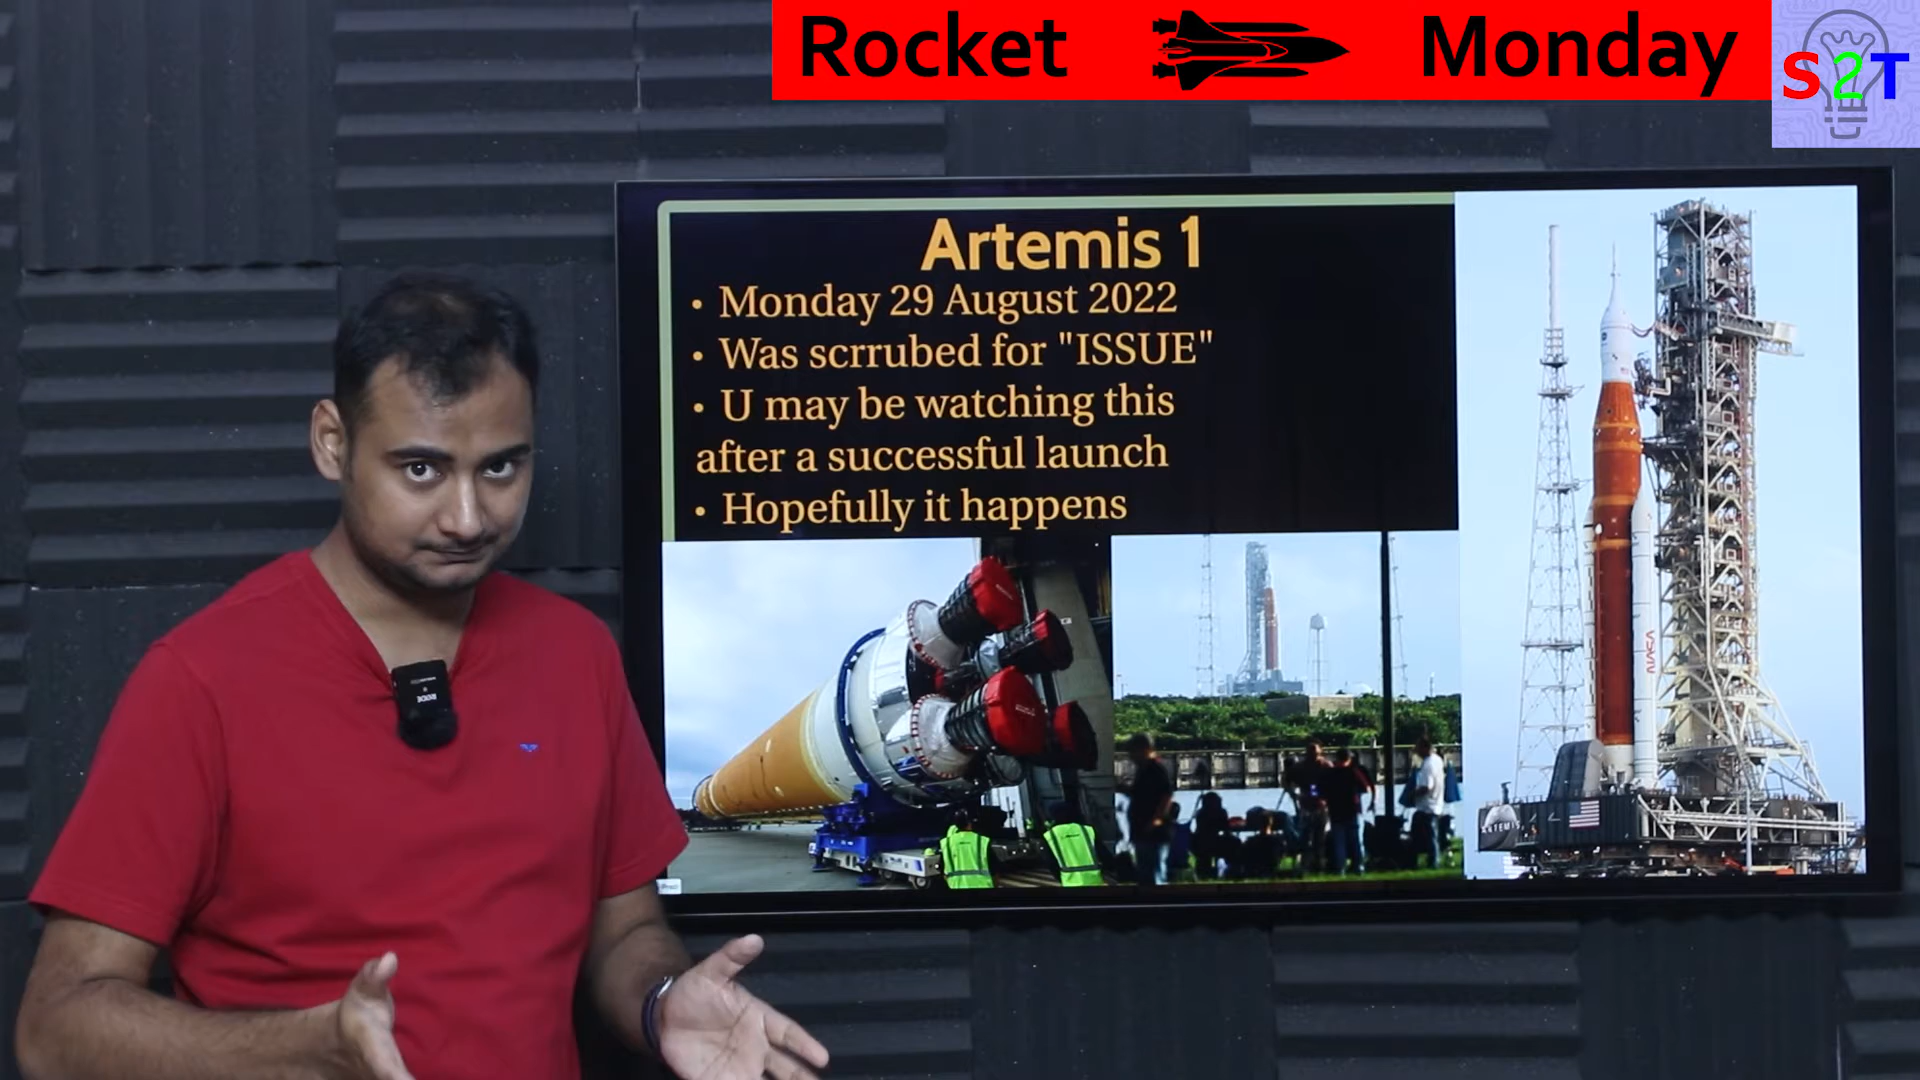 Rocket Monday
S2T
Artemis 1
• Monday 29 August 2022
• Was scrrubed for "ISSUE"
• U may be watching this
after a successful launch
• Hopefully it happens
NASA
ARTEMIS
RODE